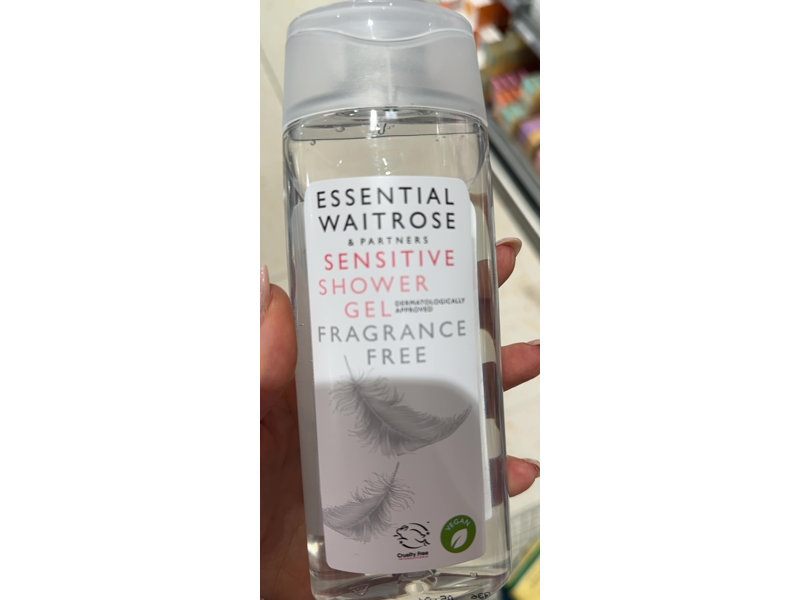 ESSENTIAL
WAITROSE
& PARTNERS
SENSITIVE
SHOWER
GEL
DERMATOLOGICALLY
APPROVED
FRAGRANCE
FREE
Cruelty Free
VEGAN